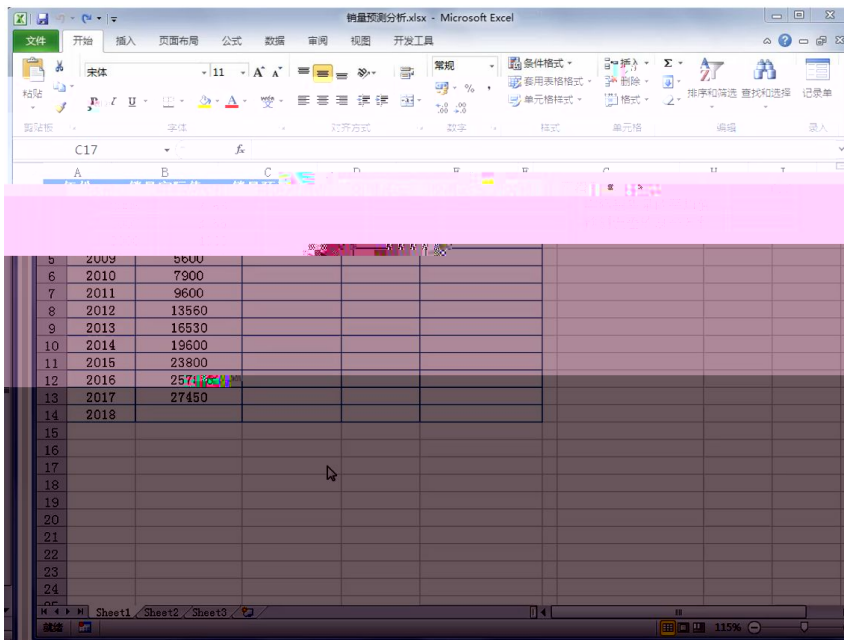 销量预测分析.xlsx - Microsoft Excel
文件 开始 插入 页面布局 公式 数据 审阅 视图 开发工具
宋体 11 A A 常规 条件格式 插入 Σ
粘贴 % 套用表格格式 删除 排序和筛选 查找和选择 记录单
I U A 单元格样式 格式
剪贴板 字体 对齐方式 数字 样式 单元格 编辑 录入
C17 fx
A B C
5 2009 5600
6 2010 7900
7 2011 9600
8 2012 13560
9 2013 16530
10 2014 19600
11 2015 23800
12 2016
13 2017 27450
14 2018
15
16
17
18
19
20
21
22
23
24
Sheet1 Sheet2 Sheet3
就绪 115%